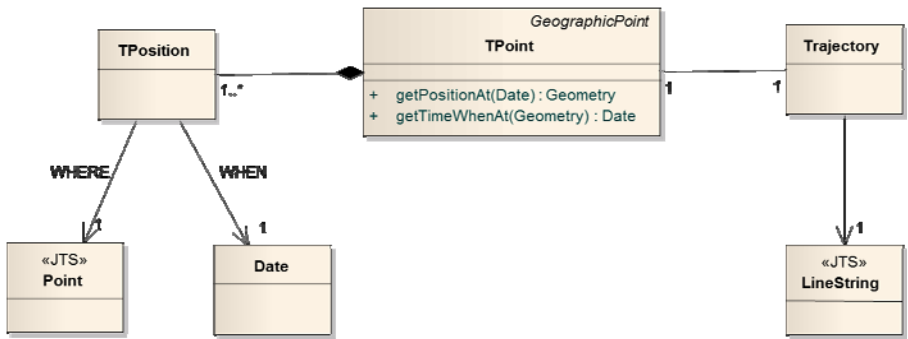 GeographicPoint
TPoint
+ getPositionAt(Date) : Geometry
+ getTimeWhenAt(Geometry) : Date
TPosition
1..*
Trajectory
1
1
WHERE
WHEN
1
1
1
«JTS»
Point
Date
«JTS»
LineString